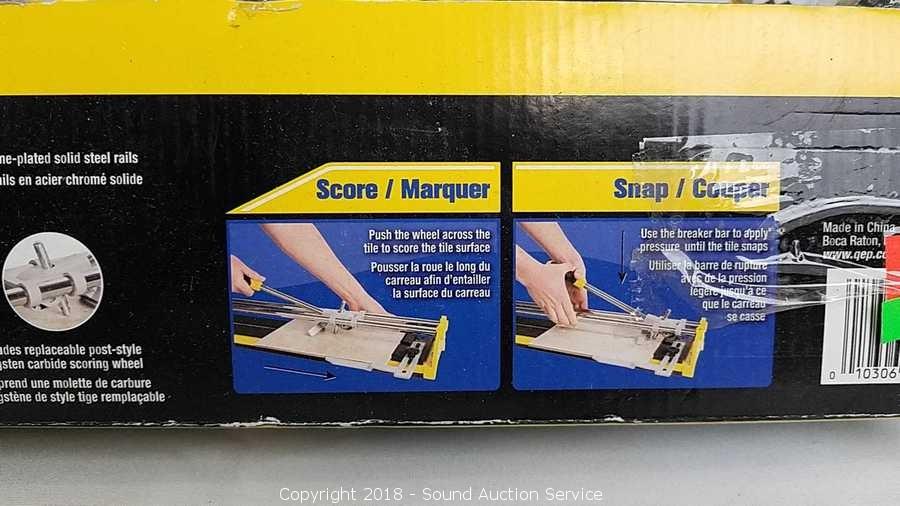 me-plated solid steel rails
ails en acier chromé solide
Score / Marquer
Push the wheel across the
tile to score the tile surface
Pousser la roue le long du
carreau afin d'entailler
la surface du carreau
Snap / Couper
Use the breaker bar to apply
pressure until the tile snaps
Utiliser le barre de rupture
avec de la pression
légère jusqu'à ce
que le carreau
se casse
Made in China
Boca Raton,
www.qep.co
udes replaceable post-style
gsten carbide scoring wheel
prend une molette de carbure
gstène de style tige remplaçable
0 10306
Copyright 2018 - Sound Auction Service